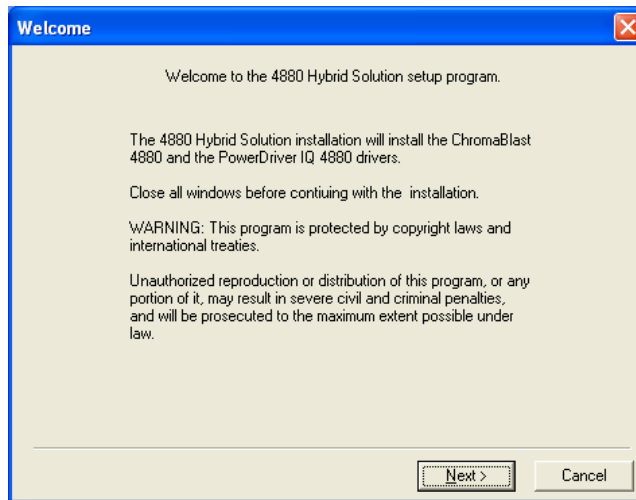 Welcome
Welcome to the 4880 Hybrid Solution setup program.
The 4880 Hybrid Solution installation will install the ChromaBlast
4880 and the PowerDriver IQ 4880 drivers.
Close all windows before contiuing with the  installation.
WARNING: This program is protected by copyright laws and
international treaties.
Unauthorized reproduction or distribution of this program, or any
portion of it, may result in severe civil and criminal penalties,
and will be prosecuted to the maximum extent possible under
law.
Next >
Cancel